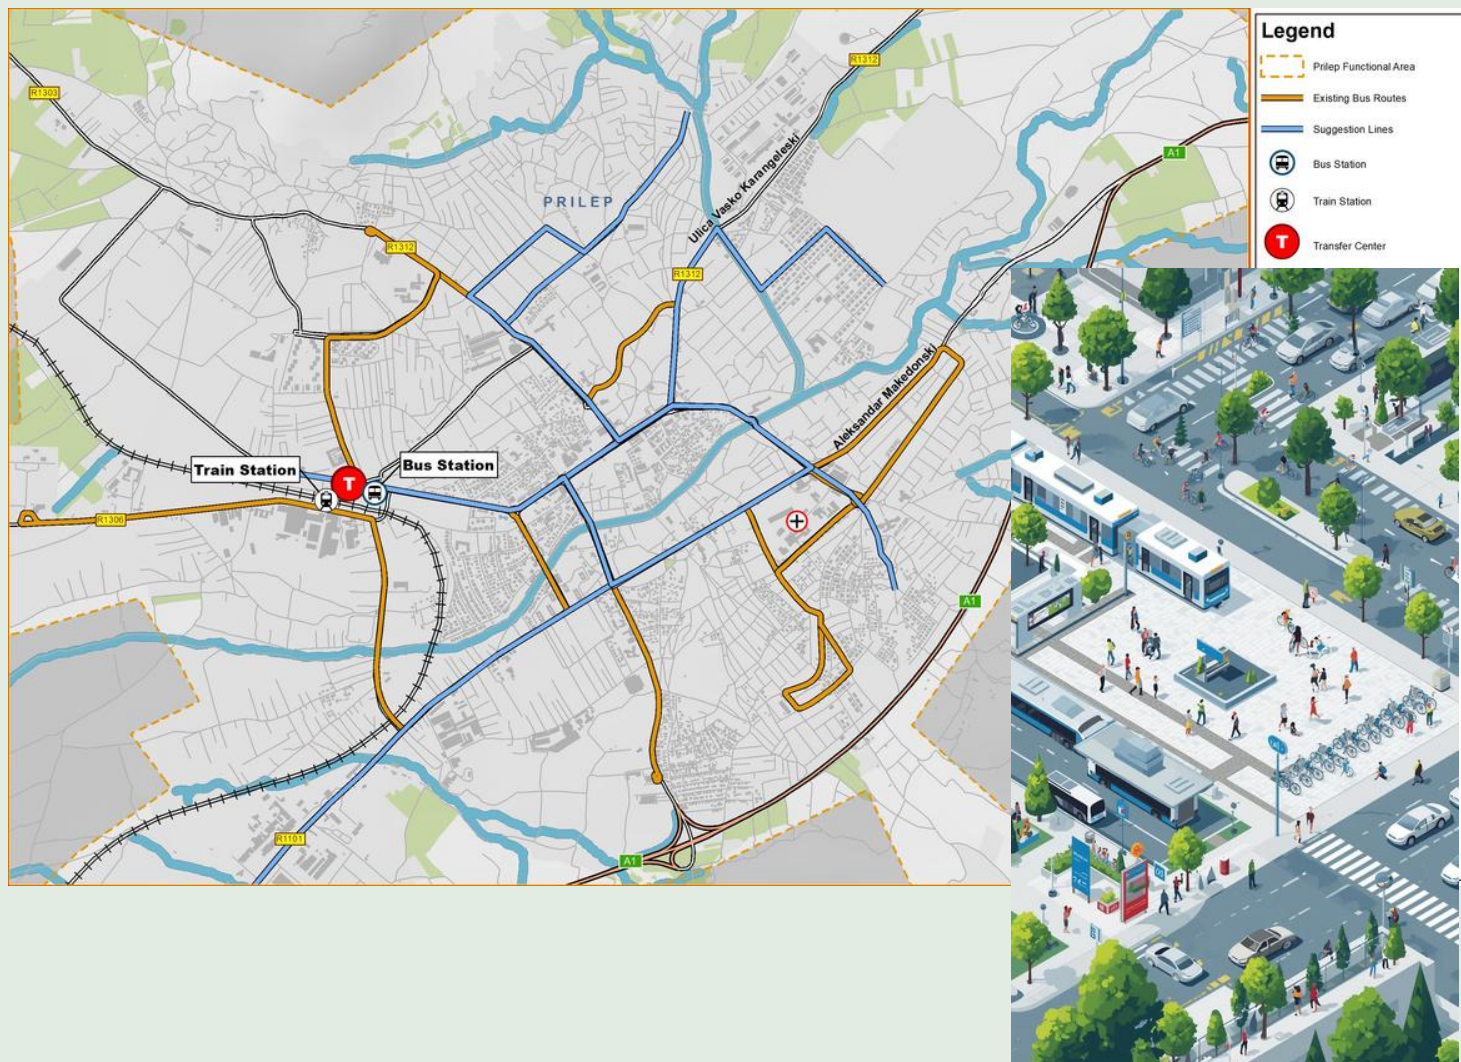 Legend
Prilep Functional Area
Existing Bus Routes
Suggestion Lines
Bus Station
Train Station
T
Transfer Center
R1303
R1312
A1
Ulica Vasko Karangeleski
PRILEP
R1312
R1312
Aleksandar Makedonski
Train Station
Bus Station
T
R1306
A1
R1101
A1